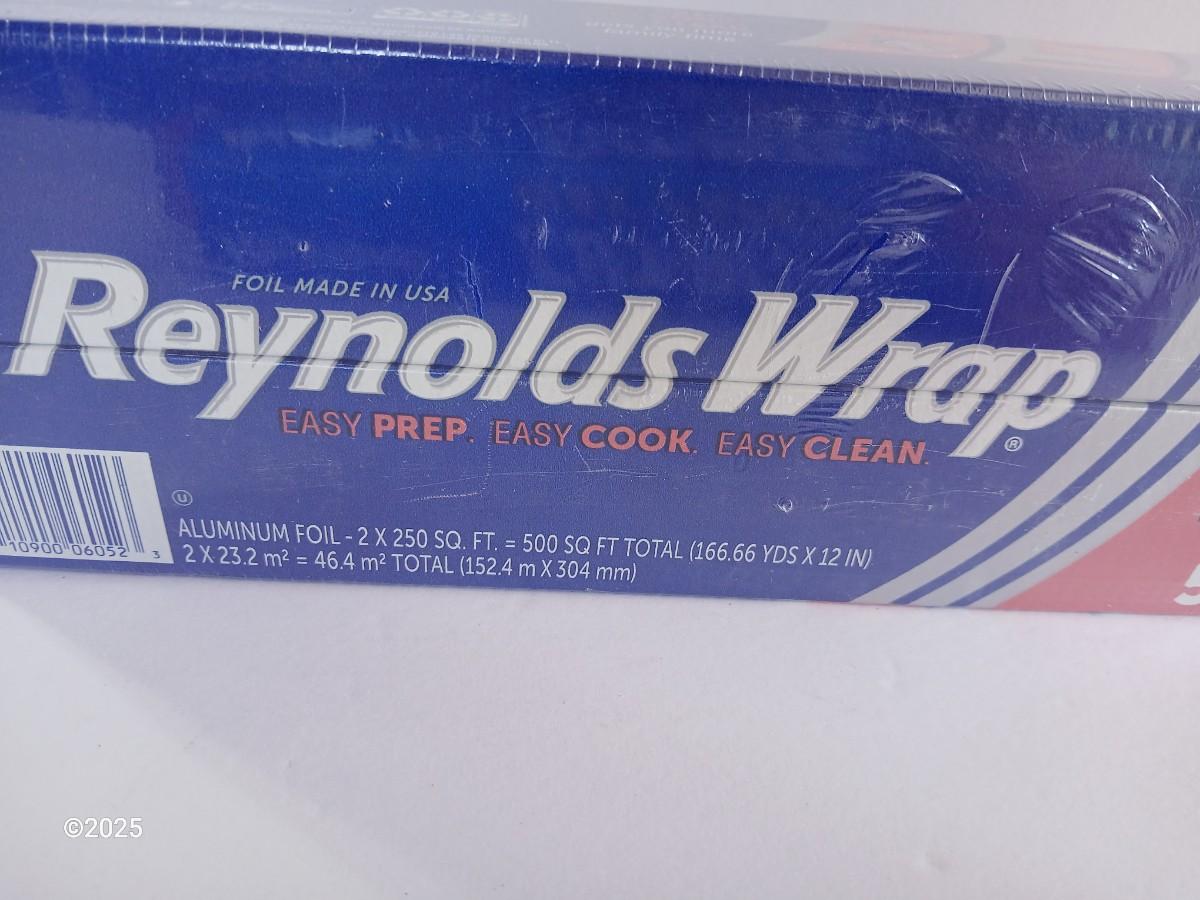 FOIL MADE IN USA
Reynolds Wrap®
EASY PREP. EASY COOK. EASY CLEAN.
U
ALUMINUM FOIL - 2 X 250 SQ. FT. = 500 SQ FT TOTAL (166.66 YDS X 12 IN)
2 X 23.2 m² = 46.4 m² TOTAL (152.4 m X 304 mm)
10900 06052 3
5
©2025